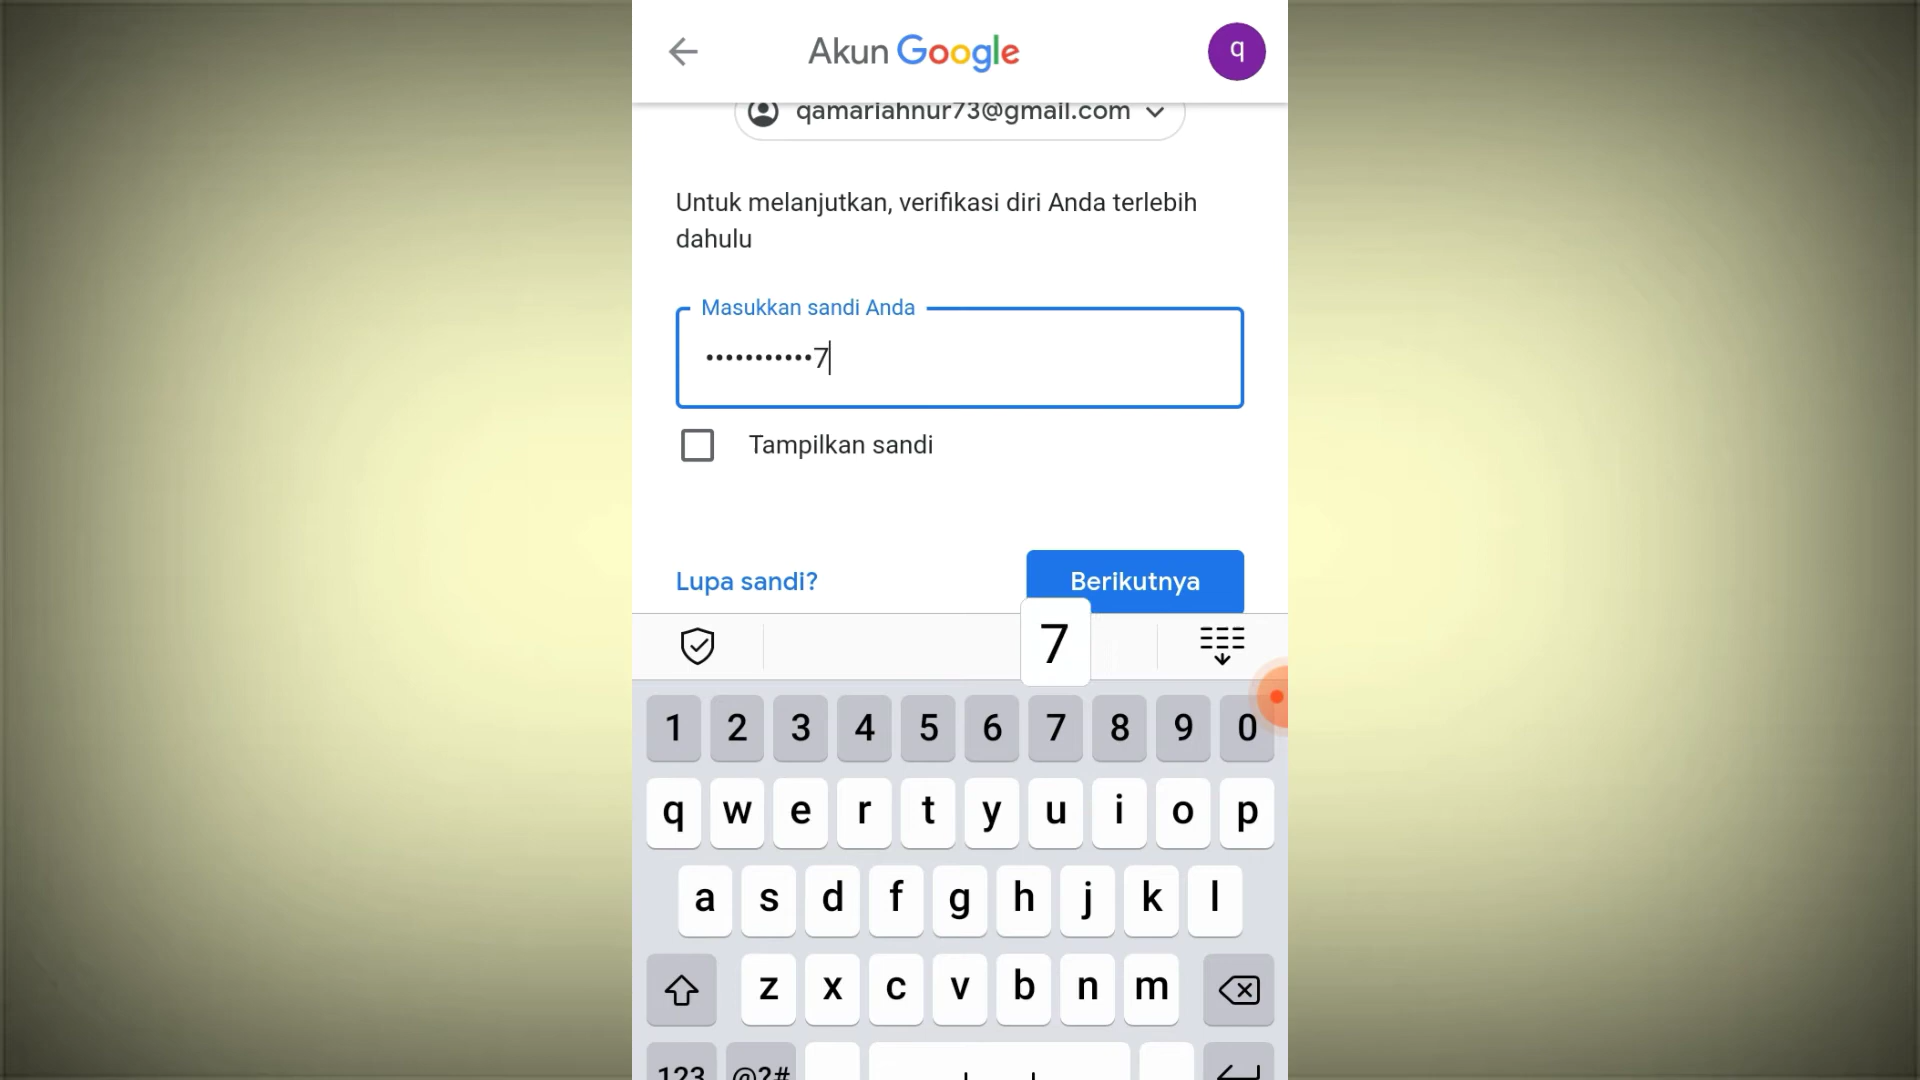 Akun Google
q
qamariahnur73@gmail.com
Untuk melanjutkan, verifikasi diri Anda terlebih
dahulu
Masukkan sandi Anda
•••••••••••7
Tampilkan sandi
Lupa sandi?
Berikutnya
7
1 2 3 4 5 6 7 8 9 0
q w e r t y u i o p
a s d f g h j k l
z x c v b n m
123 @?#